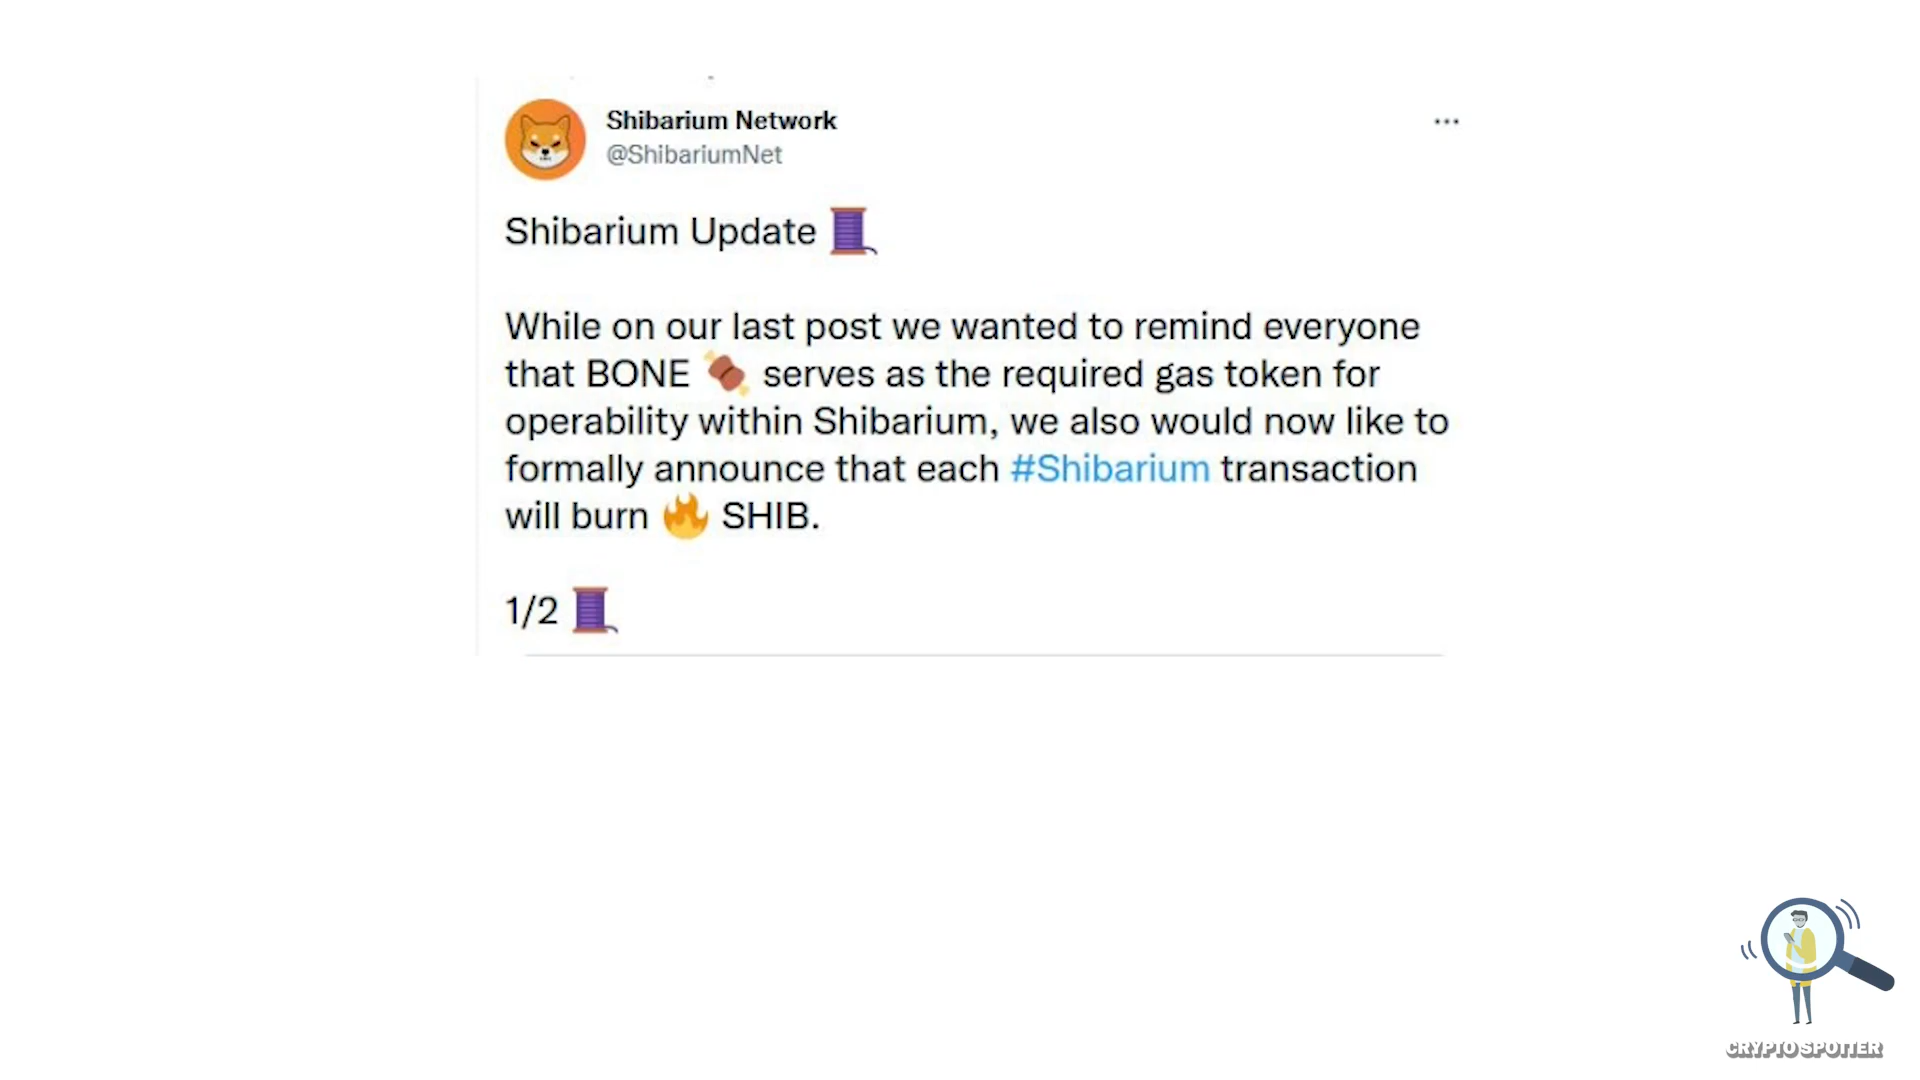 Shibarium Network
@ShibariumNet
Shibarium Update 🧵
While on our last post we wanted to remind everyone
that BONE 🍖 serves as the required gas token for
operability within Shibarium, we also would now like to
formally announce that each #Shibarium transaction
will burn 🔥 SHIB.
1/2 🧵
CRYPTO SPOTTER